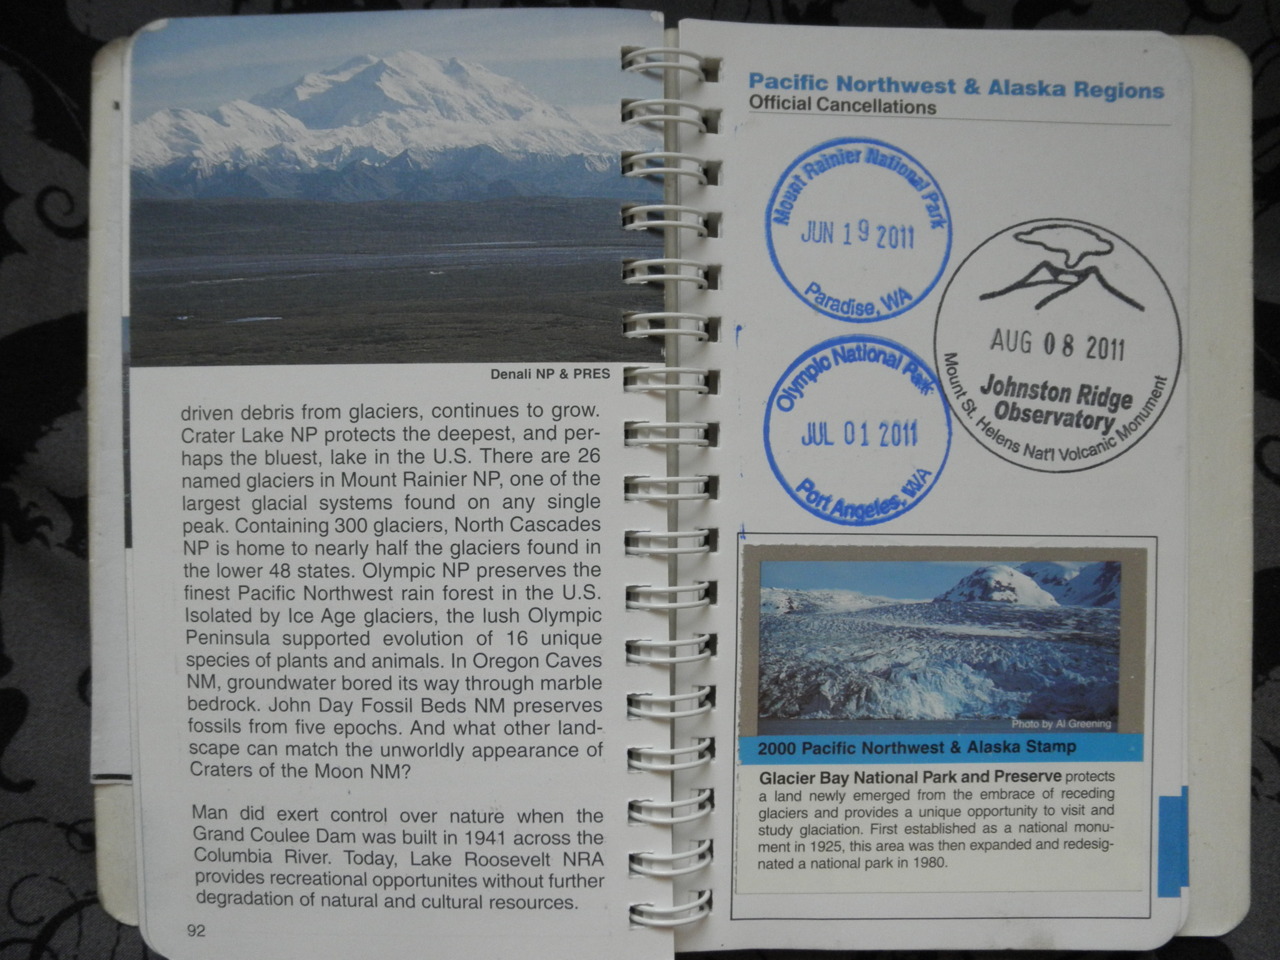 Denali NP & PRES
driven debris from glaciers, continues to grow.
Crater Lake NP protects the deepest, and per-
haps the bluest, lake in the U.S. There are 26
named glaciers in Mount Rainier NP, one of the
largest glacial systems found on any single
peak. Containing 300 glaciers, North Cascades
NP is home to nearly half the glaciers found in
the lower 48 states. Olympic NP preserves the
finest Pacific Northwest rain forest in the U.S.
Isolated by Ice Age glaciers, the lush Olympic
Peninsula supported evolution of 16 unique
species of plants and animals. In Oregon Caves
NM, groundwater bored its way through marble
bedrock. John Day Fossil Beds NM preserves
fossils from five epochs. And what other land-
scape can match the unworldly appearance of
Craters of the Moon NM?
Man did exert control over nature when the
Grand Coulee Dam was built in 1941 across the
Columbia River. Today, Lake Roosevelt NRA
provides recreational opportunites without further
degradation of natural and cultural resources.
92
Pacific Northwest & Alaska Regions
Official Cancellations
Mount Rainier National Park
JUN 19 2011
Paradise, WA
AUG 08 2011
Johnston Ridge
Observatory
Mount St. Helens Nat'l Volcanic Monument
Olympic National Park
JUL 01 2011
Port Angeles, WA
Photo by Al Greening
2000 Pacific Northwest & Alaska Stamp
Glacier Bay National Park and Preserve protects
a land newly emerged from the embrace of receding
glaciers and provides a unique opportunity to visit and
study glaciation. First established as a national monu-
ment in 1925, this area was then expanded and redesig-
nated a national park in 1980.